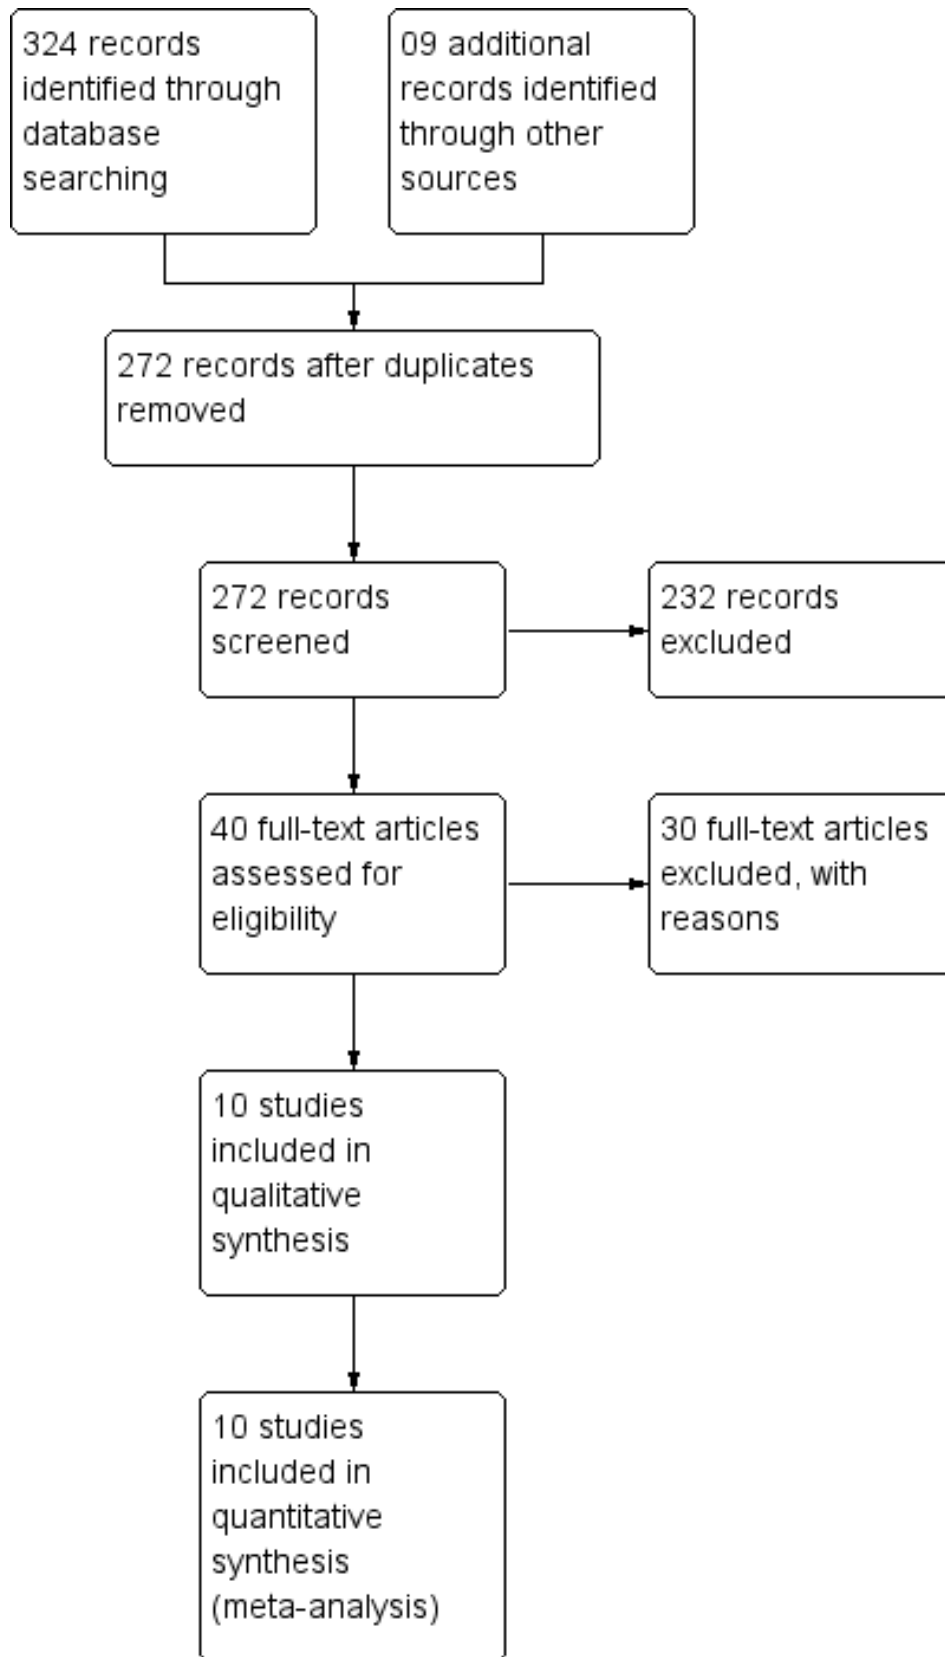 324 records
identified through
database
searching
09 additional
records identified
through other
sources
272 records after duplicates
removed
272 records
screened
232 records
excluded
40 full-text articles
assessed for
eligibility
30 full-text articles
excluded, with
reasons
10 studies
included in
qualitative
synthesis
10 studies
included in
quantitative
synthesis
(meta-analysis)